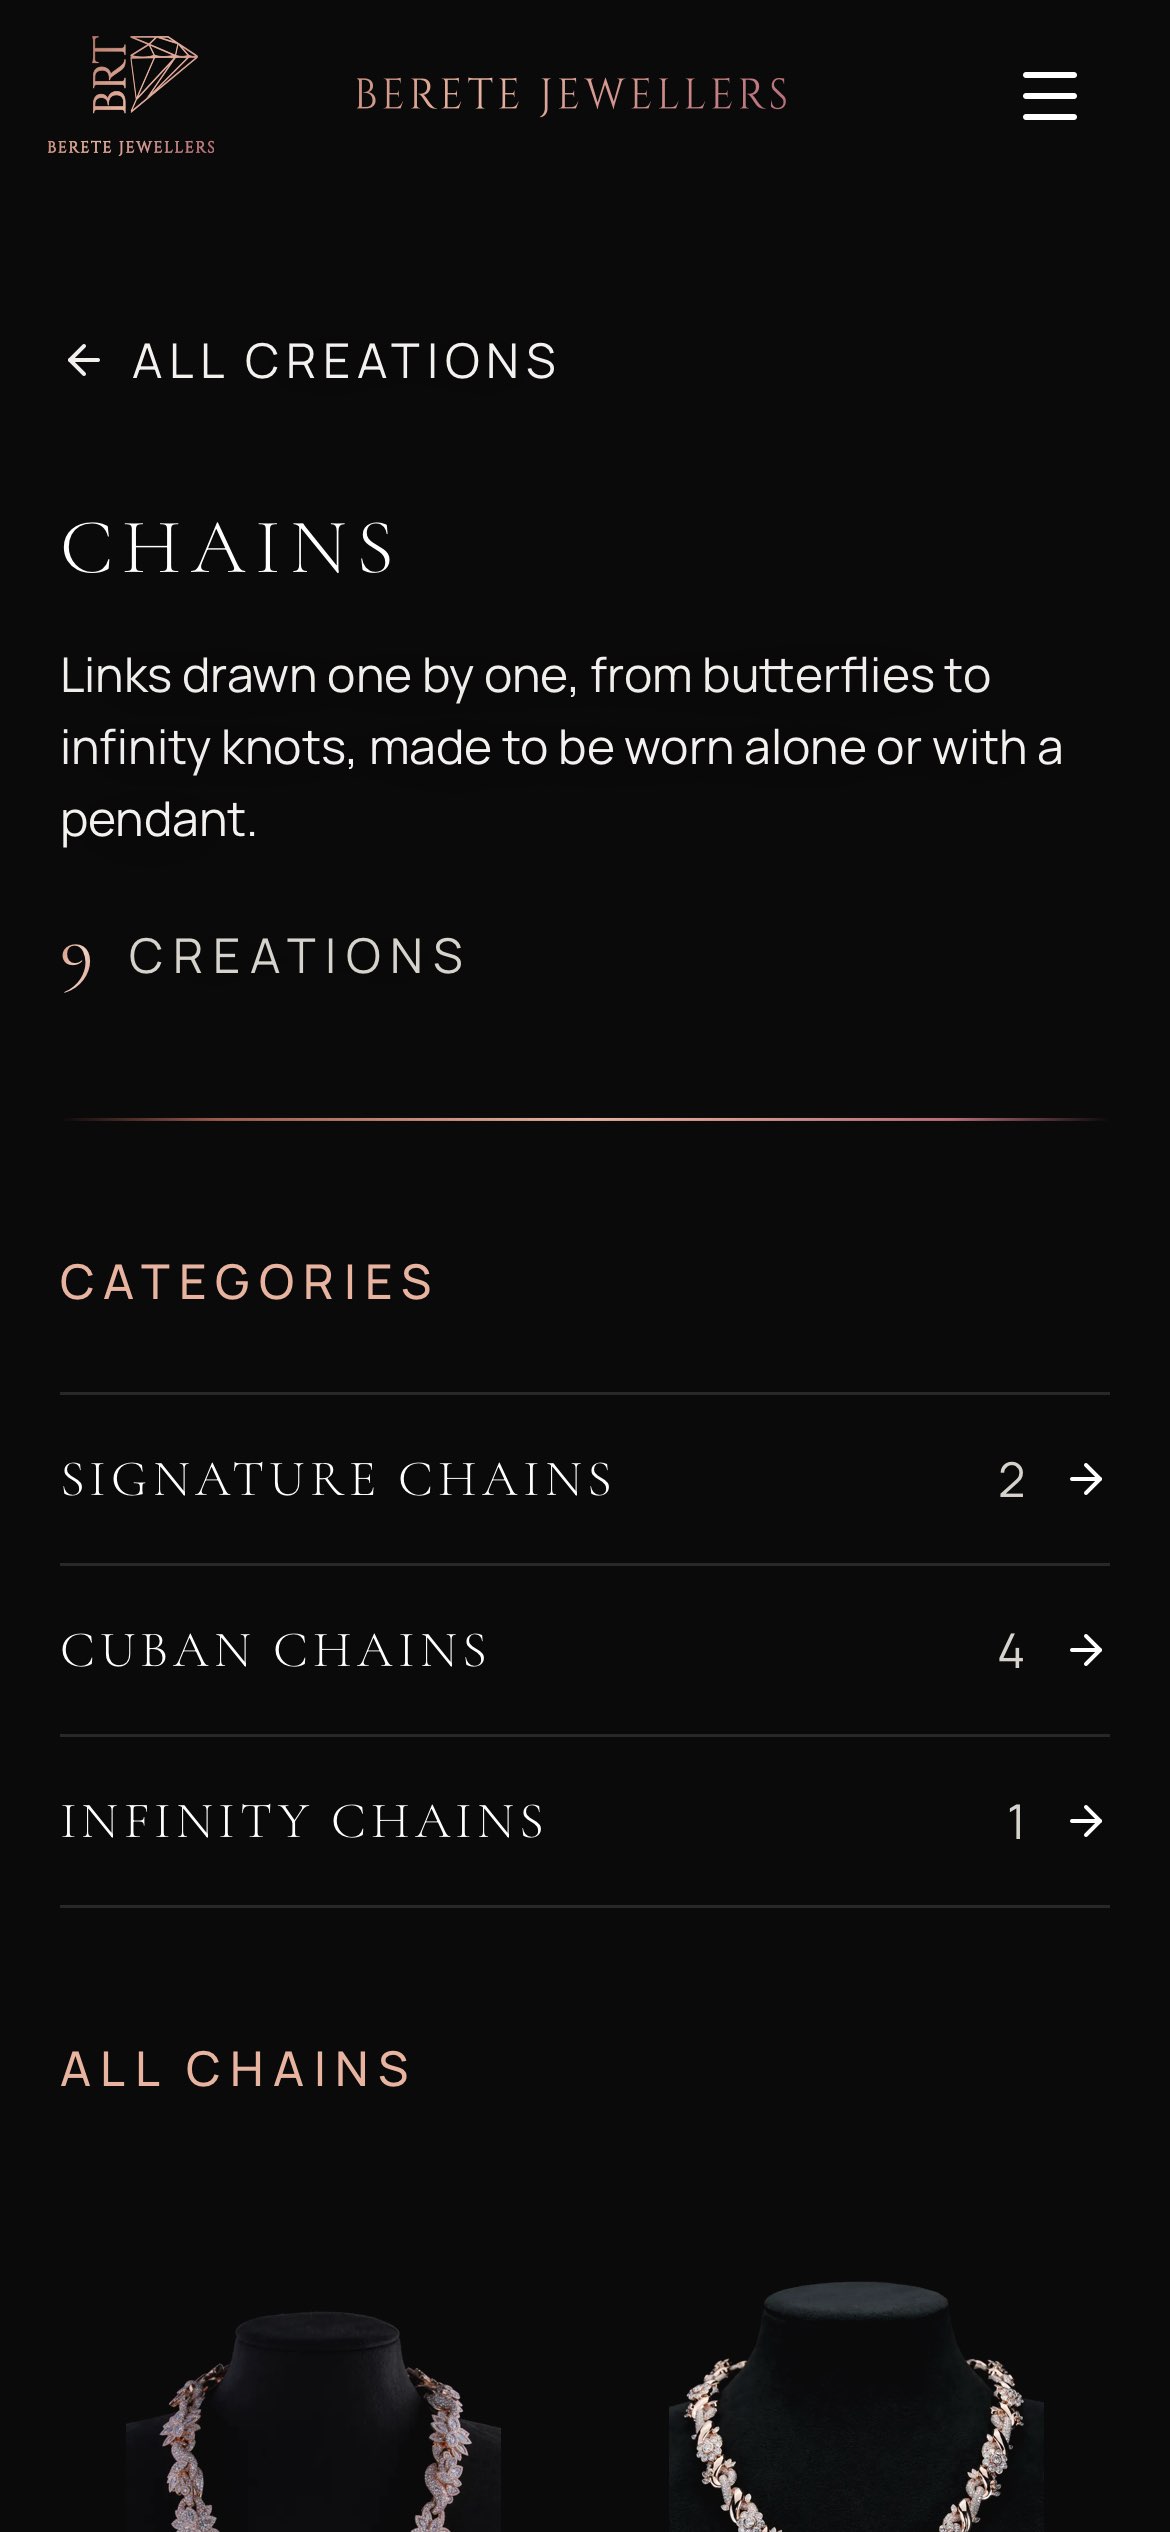 BRT
BERETE JEWELLERS
BERETE JEWELLERS
← ALL CREATIONS
CHAINS
Links drawn one by one, from butterflies to
infinity knots, made to be worn alone or with a
pendant.
9 CREATIONS
CATEGORIES
SIGNATURE CHAINS 2 →
CUBAN CHAINS 4 →
INFINITY CHAINS 1 →
ALL CHAINS